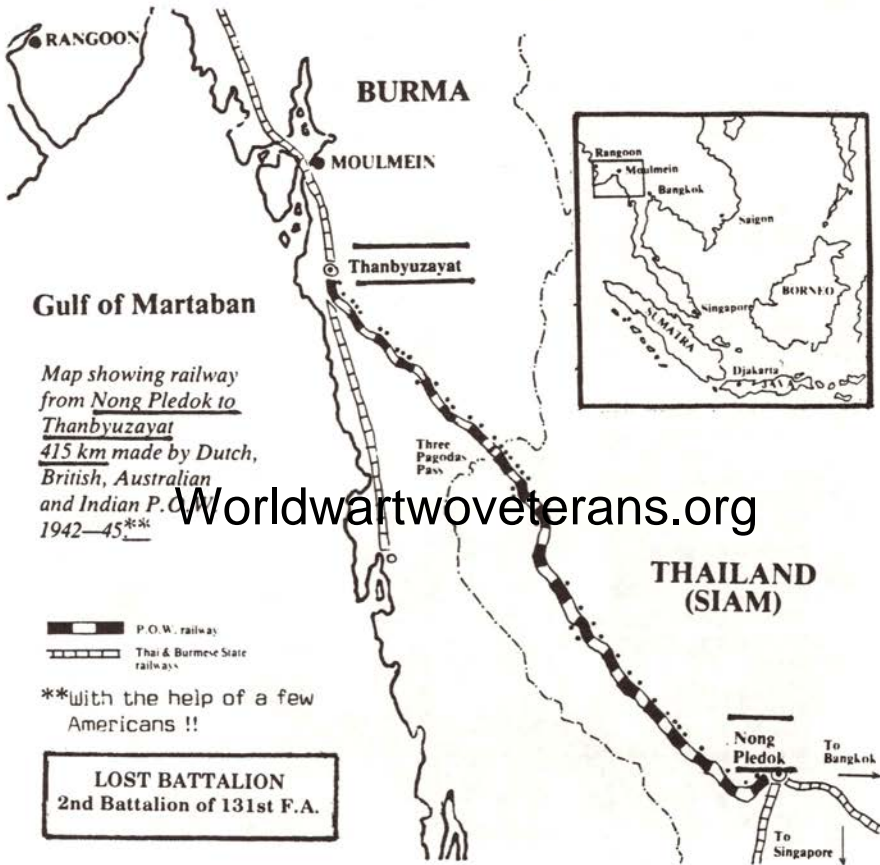 RANGOON
BURMA
MOULMEIN
Thanbyuzayat
Gulf of Martaban
Map showing railway
from Nong Pledok to
Thanbyuzayat
415 km made by Dutch,
British, Australian
and Indian P.O.W.
1942—45**
Worldwartwoveterans.org
Three
Pagodas
Pass
Rangoon
Moulmein
Bangkok
Saigon
Singapore
BORNEO
SUMATRA
Djakarta
JAVA
THAILAND
(SIAM)
P.O.W. railway
Thai & Burmese State
railways
**With the help of a few
Americans !!
LOST BATTALION
2nd Battalion of 131st F.A.
Nong
Pledok
To
Bangkok
To
Singapore